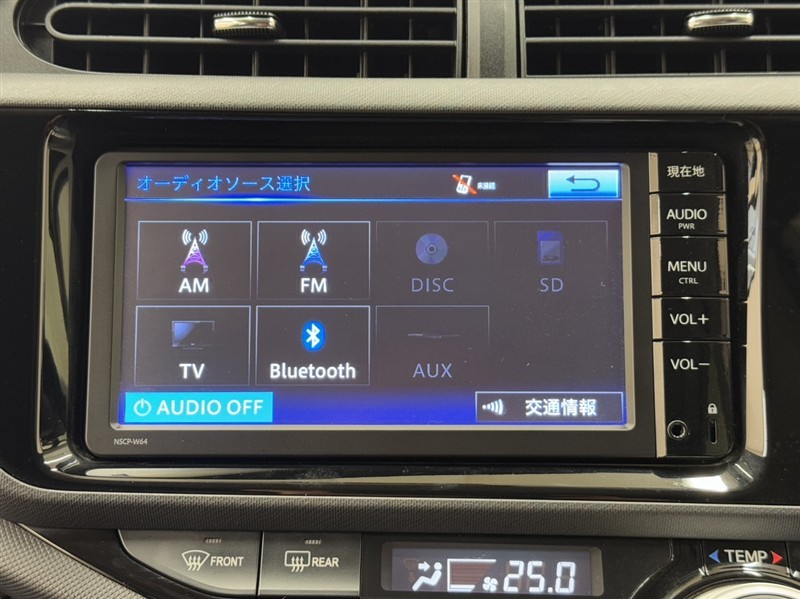 オーディオソース選択
未接続
現在地
AUDIO
PWR
MENU
CTRL
VOL+
VOL−
AM
FM
DISC
SD
TV
Bluetooth
AUX
AUDIO OFF
交通情報
NSCP-W64
FRONT
REAR
25.0
TEMP